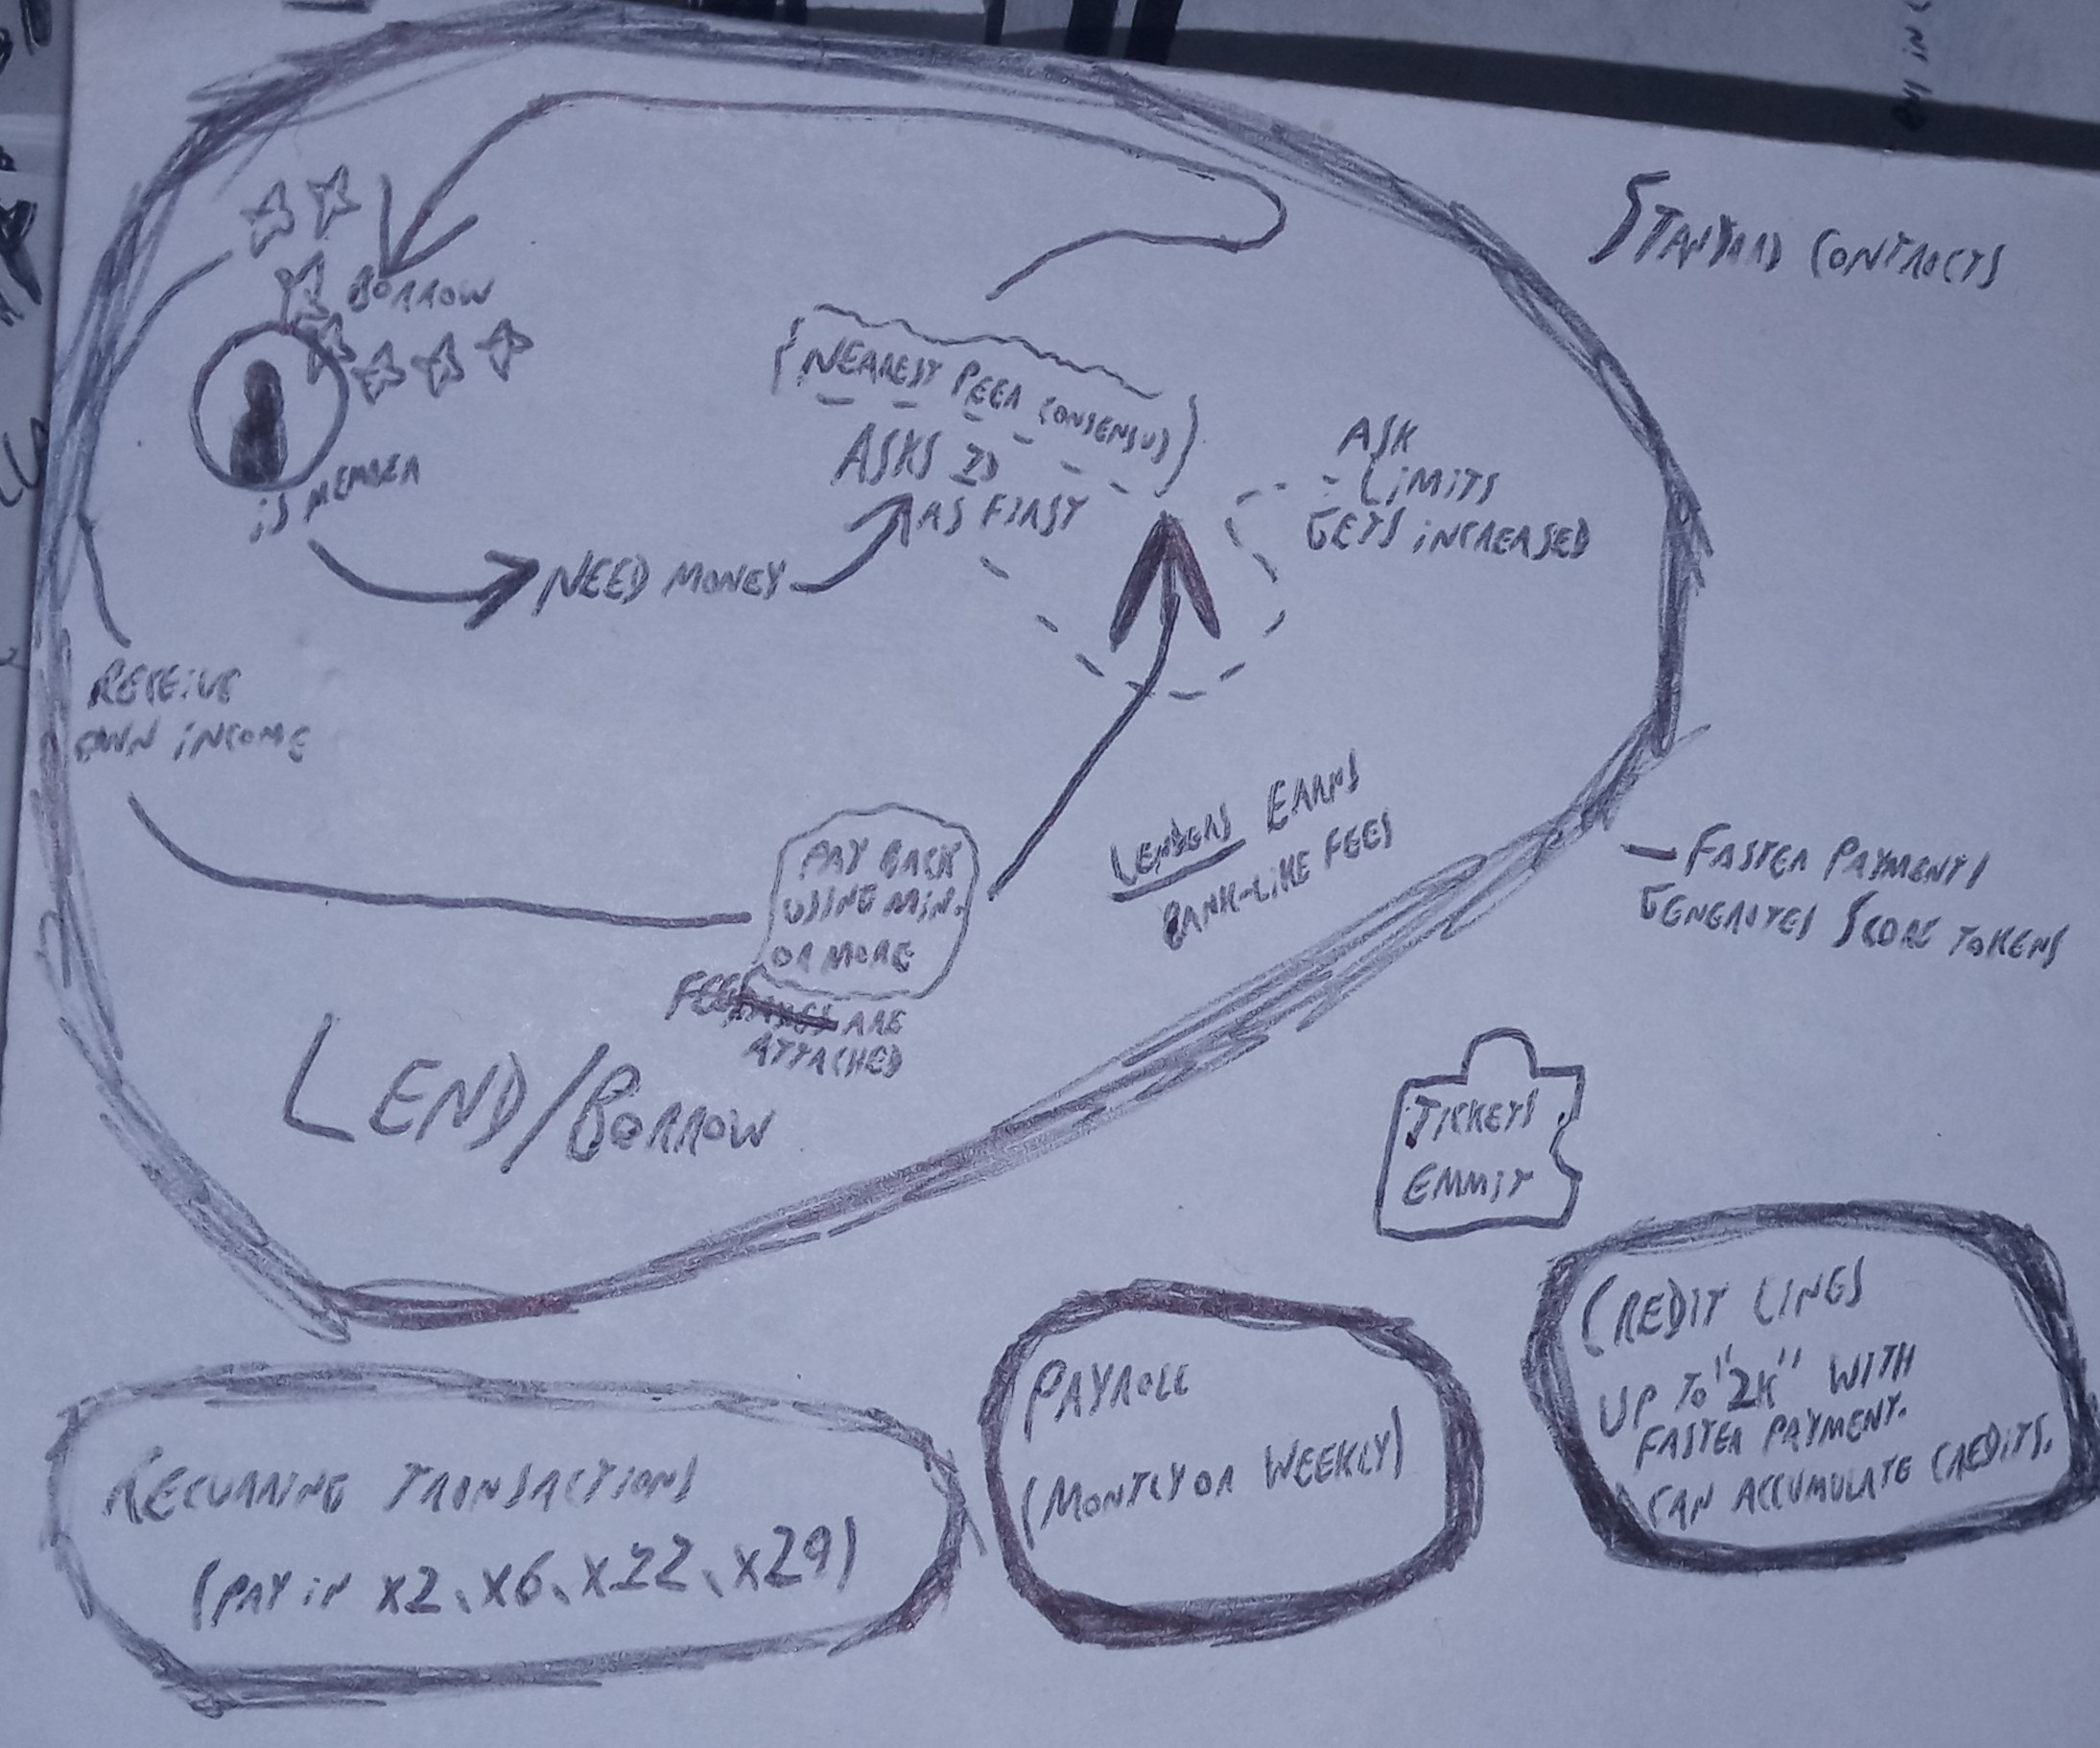 STANDARD CONTRACTS
BORROW
IS MEMBER
NEED MONEY
(NEAREST PEER CONSENSUS)
ASKS
AS FIRST
ASK
LIMITS
GETS INCREASED
RECEIVE
OWN INCOME
PAY BACK
USING MIN.
OR MORE
FEES ARE
ATTACHED
LENDERS EARNS
BANK-LIKE FEES
LEND/BORROW
— FASTER PAYMENTS
GENERATES SCORE TOKENS
TICKETS
EMMIT
RECURRING TRANSACTIONS
(PAY IN x2, x6, x22, x29)
PAYROLL
(MONTLY OR WEEKLY)
CREDIT LINES
UP TO "2K" WITH
FASTER PAYMENT.
CAN ACCUMULATE CREDITS.